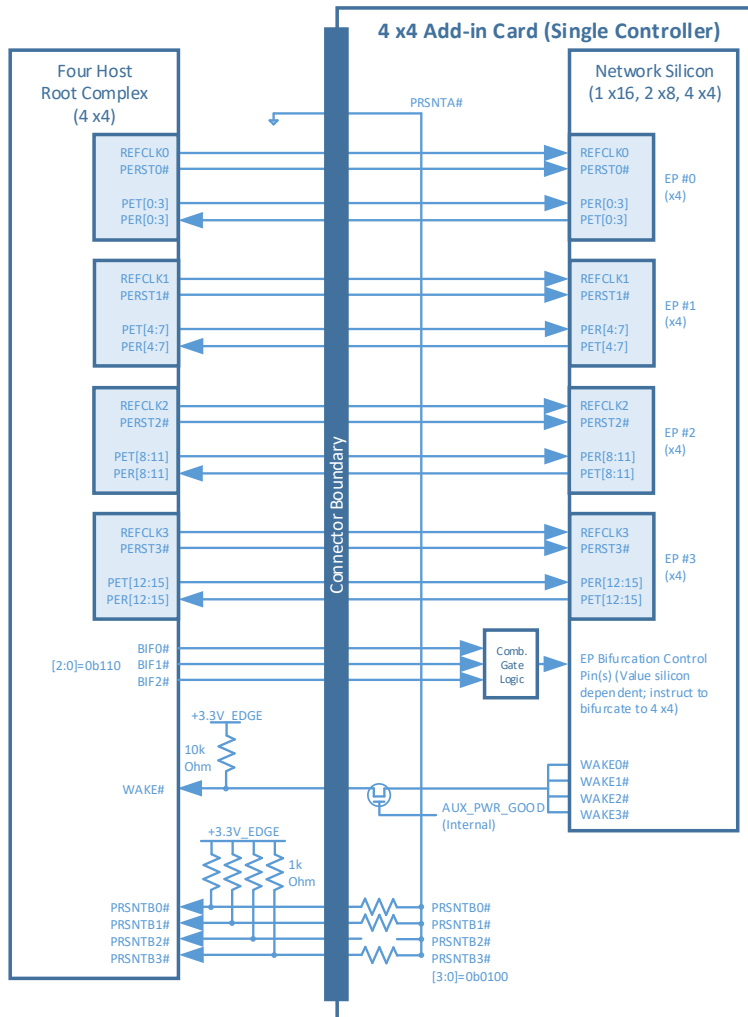 4 x4 Add-in Card (Single Controller)
Four Host
Root Complex
(4 x4)
Network Silicon
(1 x16, 2 x8, 4 x4)
PRSNTA#
REFCLK0
PERST0#
PET[0:3]
PER[0:3]
REFCLK0
PERST0#
PER[0:3]
PET[0:3]
EP #0
(x4)
REFCLK1
PERST1#
PET[4:7]
PER[4:7]
REFCLK1
PERST1#
PER[4:7]
PET[4:7]
EP #1
(x4)
REFCLK2
PERST2#
PET[8:11]
PER[8:11]
REFCLK2
PERST2#
PER[8:11]
PET[8:11]
EP #2
(x4)
REFCLK3
PERST3#
PET[12:15]
PER[12:15]
REFCLK3
PERST3#
PER[12:15]
PET[12:15]
EP #3
(x4)
Connector Boundary
BIF0#
BIF1#
BIF2#
[2:0]=0b110
Comb.
Gate
Logic
EP Bifurcation Control
Pin(s) (Value silicon
dependent; instruct to
bifurcate to 4 x4)
+3.3V_EDGE
10k
Ohm
WAKE#
AUX_PWR_GOOD
(Internal)
WAKE0#
WAKE1#
WAKE2#
WAKE3#
+3.3V_EDGE
1k
Ohm
PRSNTB0#
PRSNTB1#
PRSNTB2#
PRSNTB3#
PRSNTB0#
PRSNTB1#
PRSNTB2#
PRSNTB3#
[3:0]=0b0100